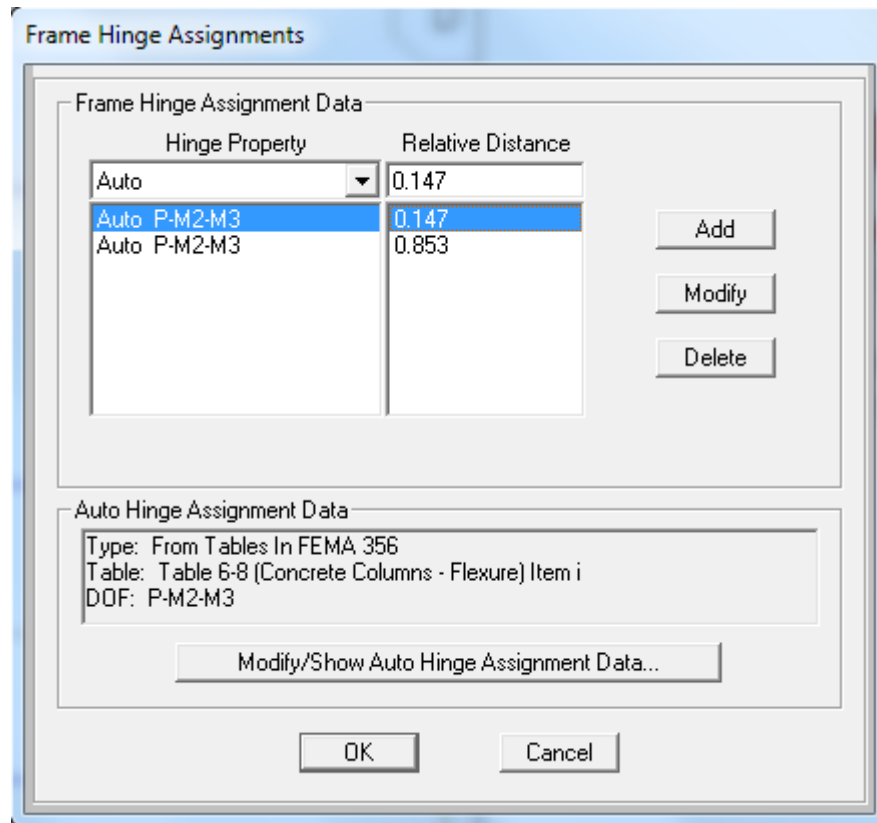 Frame Hinge Assignments
Frame Hinge Assignment Data
Hinge Property Relative Distance
Auto 0.147
Auto P-M2-M3 0.147
Auto P-M2-M3 0.853
Add
Modify
Delete
Auto Hinge Assignment Data
Type: From Tables In FEMA 356
Table: Table 6-8 (Concrete Columns - Flexure) Item i
DOF: P-M2-M3
Modify/Show Auto Hinge Assignment Data...
OK Cancel